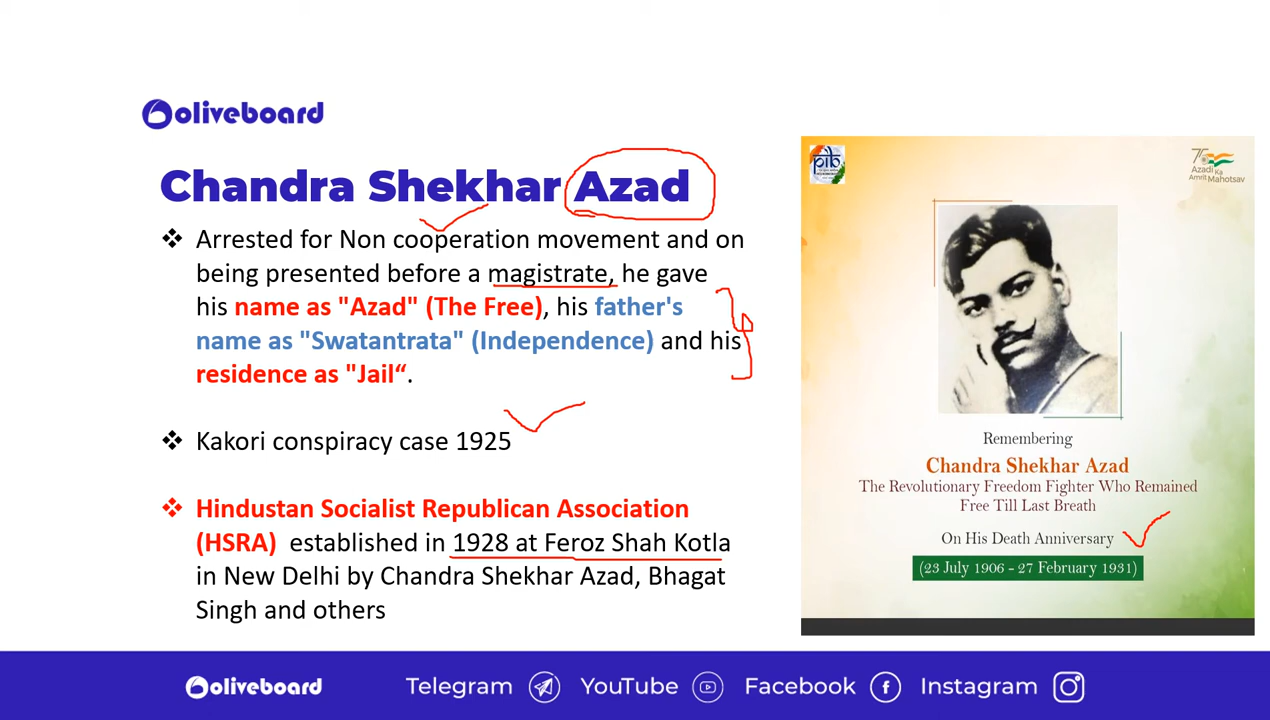 oliveboard
Chandra Shekhar Azad
❖ Arrested for Non cooperation movement and on
being presented before a magistrate, he gave
his name as "Azad" (The Free), his father's
name as "Swatantrata" (Independence) and his
residence as "Jail“.
❖ Kakori conspiracy case 1925
❖ Hindustan Socialist Republican Association
(HSRA) established in 1928 at Feroz Shah Kotla
in New Delhi by Chandra Shekhar Azad, Bhagat
Singh and others
pib
75
Azadi Ka
Amrit Mahotsav
Remembering
Chandra Shekhar Azad
The Revolutionary Freedom Fighter Who Remained
Free Till Last Breath
On His Death Anniversary
(23 July 1906 - 27 February 1931)
oliveboard Telegram YouTube Facebook Instagram